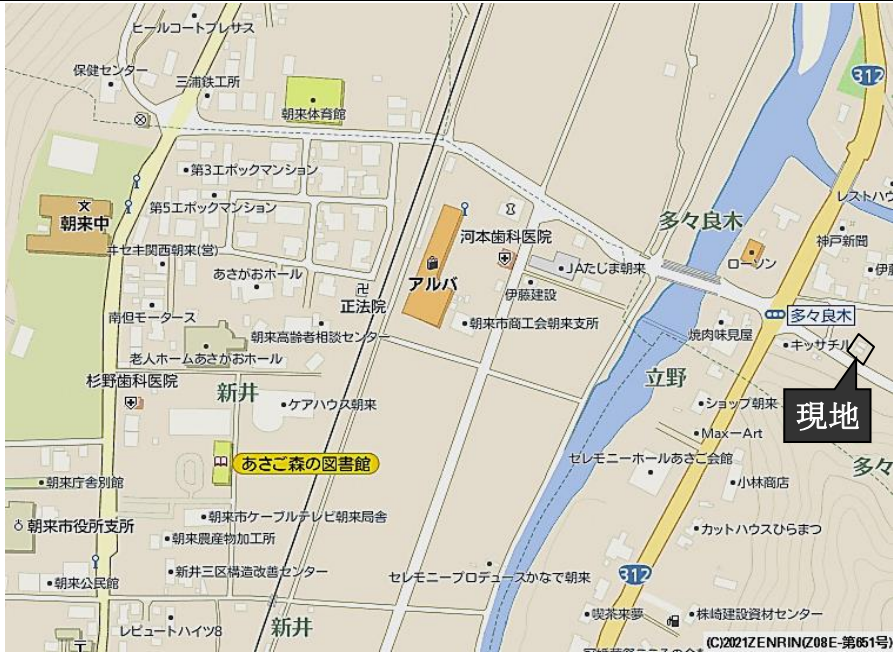 ヒールコートプレサス
保健センター
三浦鉄工所
312
朝来体育館
第3エポックマンション
レストハウ
文
朝来中
第5エポックマンション
多々良木
神戸新聞
河本歯科医院
ヰセキ関西朝来(営)
ローソン
JAたじま朝来
あさがおホール
卍
アルバ
伊藤建設
正法院
南但モータース
多々良木
朝来市商工会朝来支所
朝来高齢者相談センター
焼肉味見屋
キッサチル
老人ホームあさがおホール
杉野歯科医院
新井
立野
ケアハウス朝来
ショップ朝来
現地
Max-Art
あさご森の図書館
セレモニーホールあさご会館
多々
朝来庁舎別館
小林商店
朝来市ケーブルテレビ朝来局舎
朝来市役所支所
カットハウスひらまつ
朝来農産物加工所
新井三区構造改善センター
セレモニープロデュースかなで朝来
312
朝来公民館
喫茶来夢
株崎建設資材センター
レピュートハイツ8
新井
〒
(C)2021ZENRIN(Z08E-第651号)